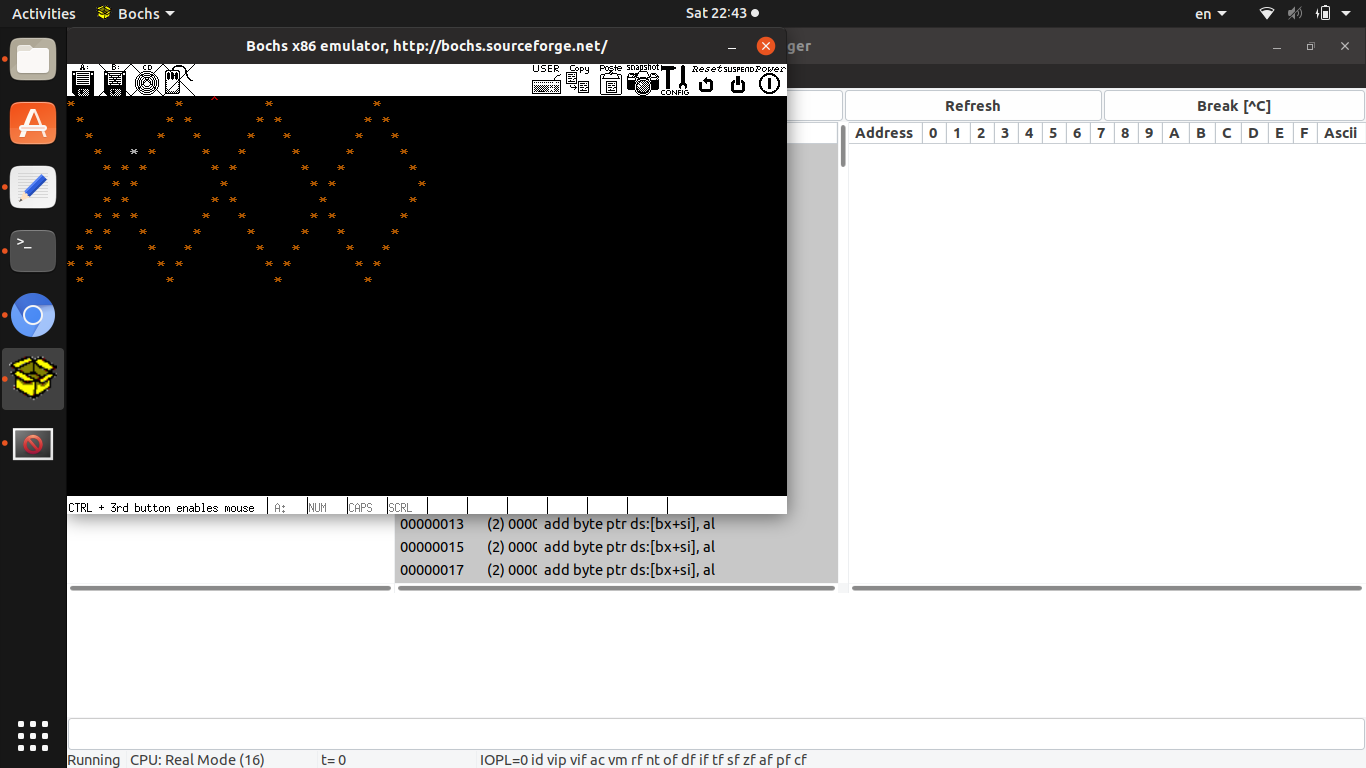 Activities Bochs Sat 22:43 en
Bochs x86 emulator, http://bochs.sourceforge.net/
ger
A: B: CD USER Copy Paste snapshot CONFIG Reset SUSPEND Power
Refresh Break [^C]
Address 0 1 2 3 4 5 6 7 8 9 A B C D E F Ascii
^
* * * *
* * * * * *
* * * * * * *
* * * * * * * * *
* * * * * * * * *
* * * * * *
* * * * * *
* * * * * * * *
* * * * * * *
* * * * * * * *
* * * * * * * *
* * * *
CTRL + 3rd button enables mouse A: NUM CAPS SCRL
00000013 (2) 0000 add byte ptr ds:[bx+si], al
00000015 (2) 0000 add byte ptr ds:[bx+si], al
00000017 (2) 0000 add byte ptr ds:[bx+si], al
Running CPU: Real Mode (16) t= 0 IOPL=0 id vip vif ac vm rf nt of df if tf sf zf af pf cf